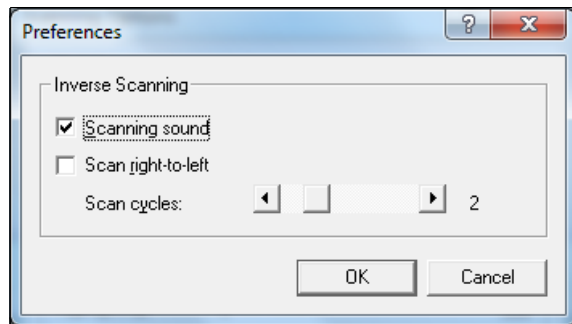 Preferences
?
X
Inverse Scanning
Scanning sound
Scan right-to-left
Scan cycles: 2
OK Cancel